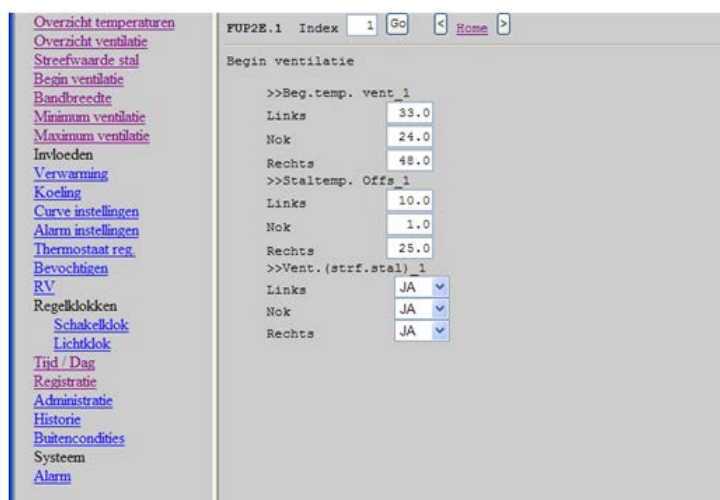 Overzicht temperaturen
Overzicht ventilatie
Streefwaarde stal
Begin ventilatie
Bandbreedte
Minimum ventilatie
Maximum ventilatie
Invloeden
Verwarming
Koeling
Curve instellingen
Alarm instellingen
Thermostaat reg.
Bevochtigen
RV
Regelklokken
Schakelklok
Lichtklok
Tijd / Dag
Registratie
Administratie
Historie
Buitencondities
Systeem
Alarm
FUP2E.1 Index 1 Go < Home >
Begin ventilatie
>>Beg.temp. vent_1
Links 33.0
Nok 24.0
Rechts 48.0
>>Staltemp. Offs_1
Links 10.0
Nok 1.0
Rechts 25.0
>>Vent.(strf.stal)_1
Links JA
Nok JA
Rechts JA